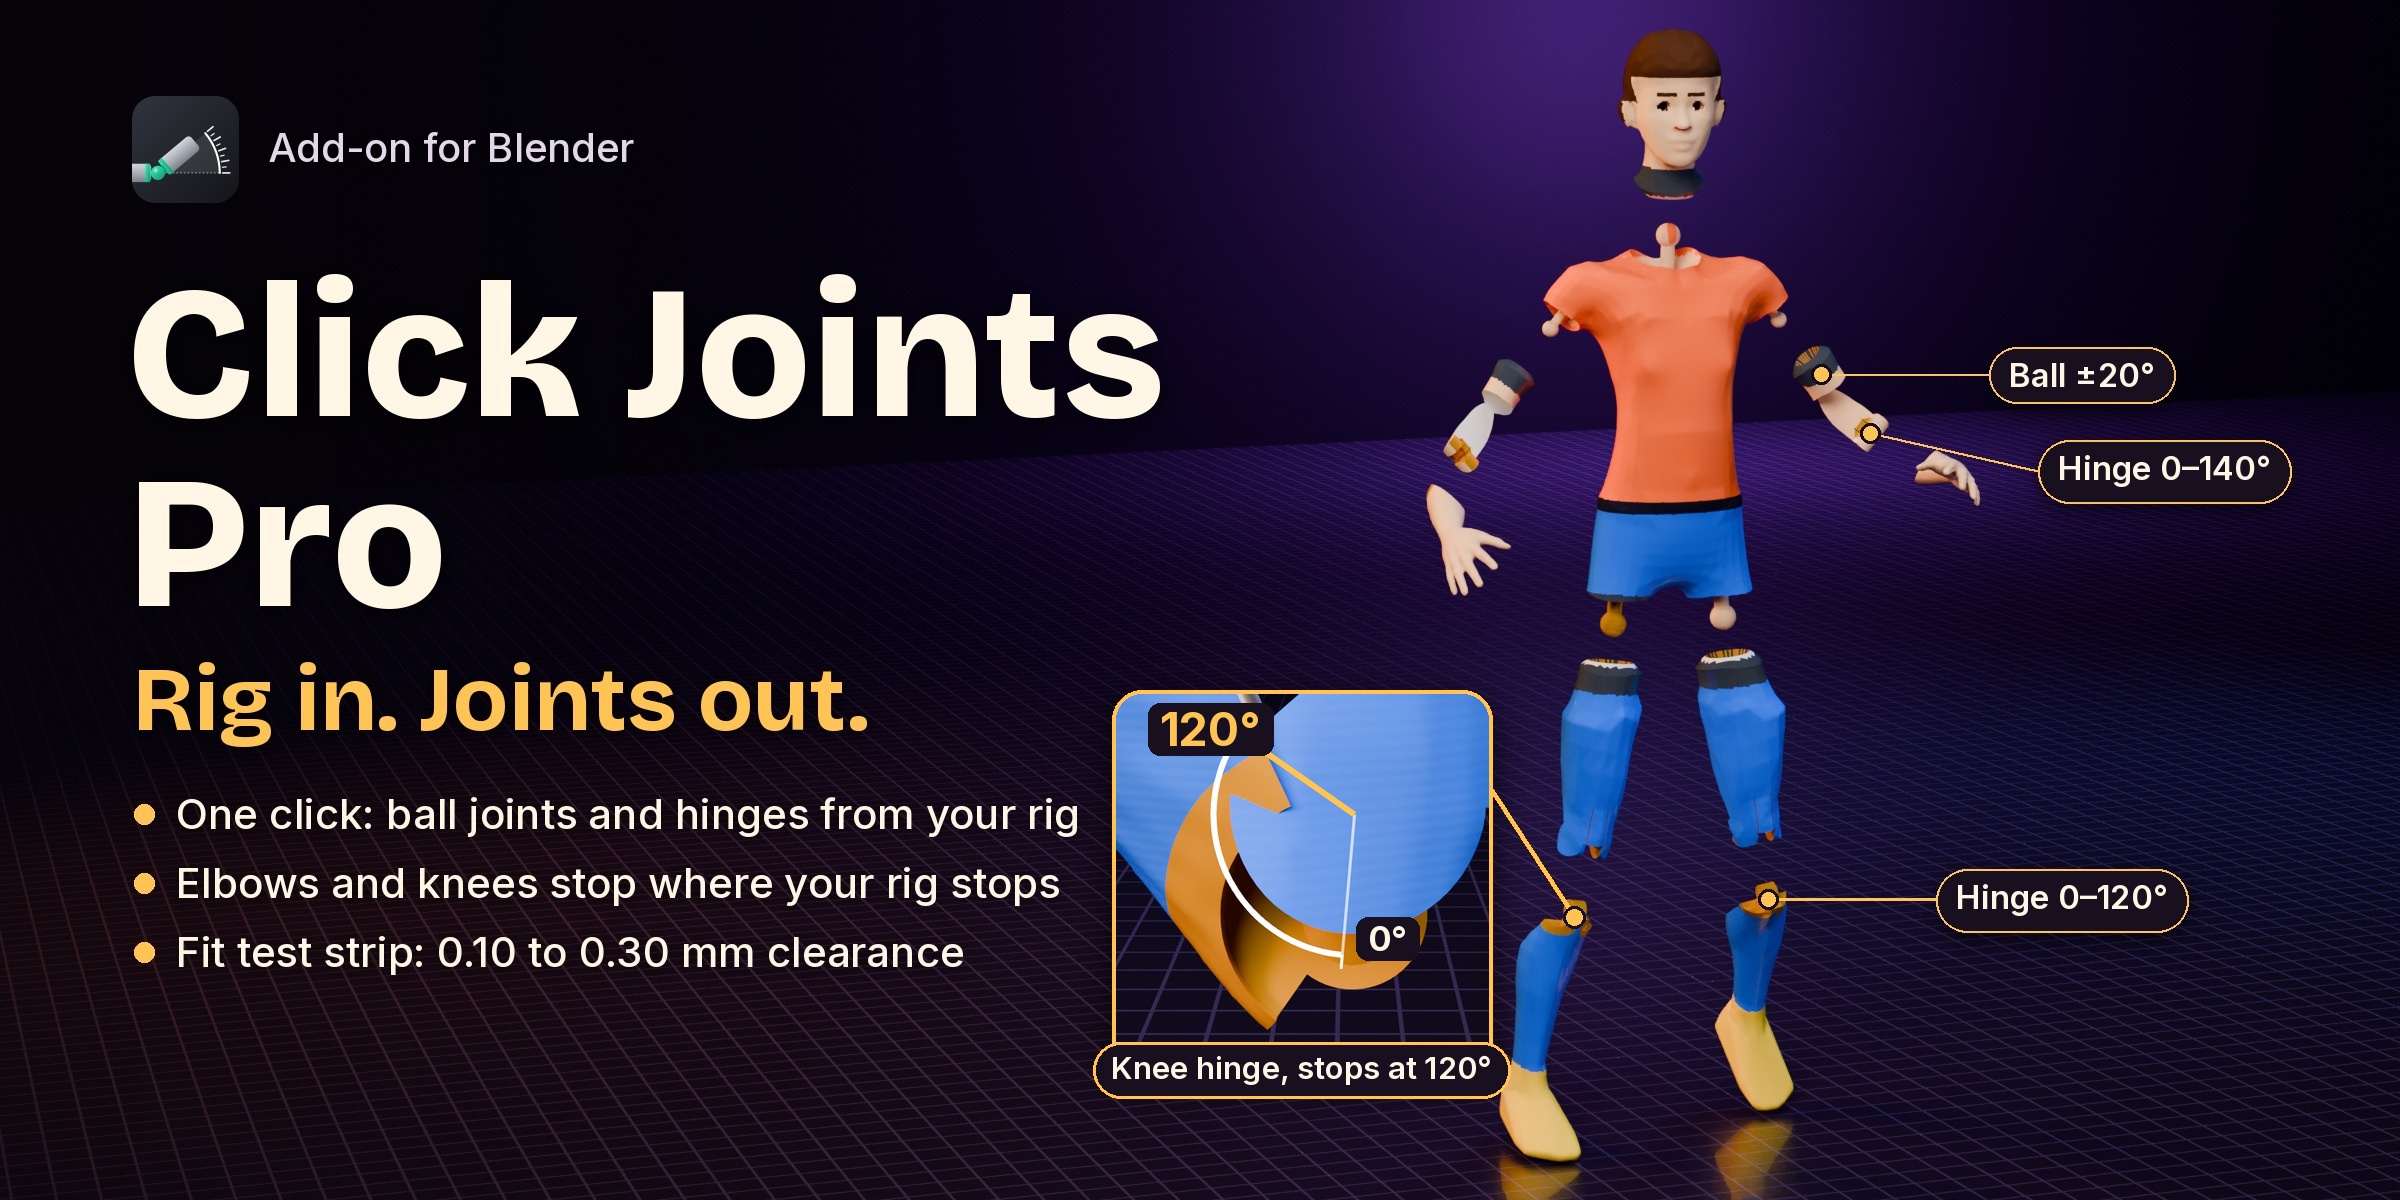 Add-on for Blender
Click Joints
Pro
Rig in. Joints out.
One click: ball joints and hinges from your rig
Elbows and knees stop where your rig stops
Fit test strip: 0.10 to 0.30 mm clearance
120°
0°
Knee hinge, stops at 120°
Ball ±20°
Hinge 0–140°
Hinge 0–120°